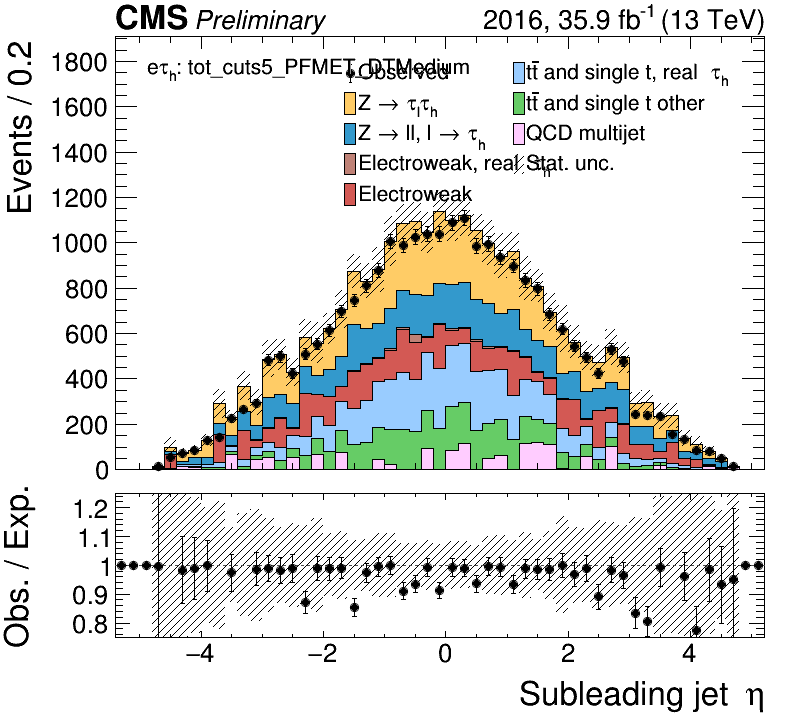 CMS Preliminary 2016, 35.9 fb⁻¹ (13 TeV)
eτh: tot_cuts5_PFMET_DTMedium
Observed
Z → τlτh
Z → ll, l → τh
Electroweak, real τh
Electroweak
tt̄ and single t, real τh
tt̄ and single t other
QCD multijet
Stat. unc.
Events / 0.2
1800
1600
1400
1200
1000
800
600
400
200
0
Obs. / Exp.
1.2
1.1
1
0.9
0.8
−4 −2 0 2 4
Subleading jet η